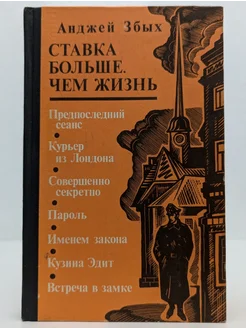 Анджей Збых
СТАВКА
БОЛЬШЕ,
ЧЕМ ЖИЗНЬ
Предпоследний
сеанс
Курьер
из Лондона
Совершенно
секретно
Пароль
Именем закона
Кузина Эдит
Встреча в замке